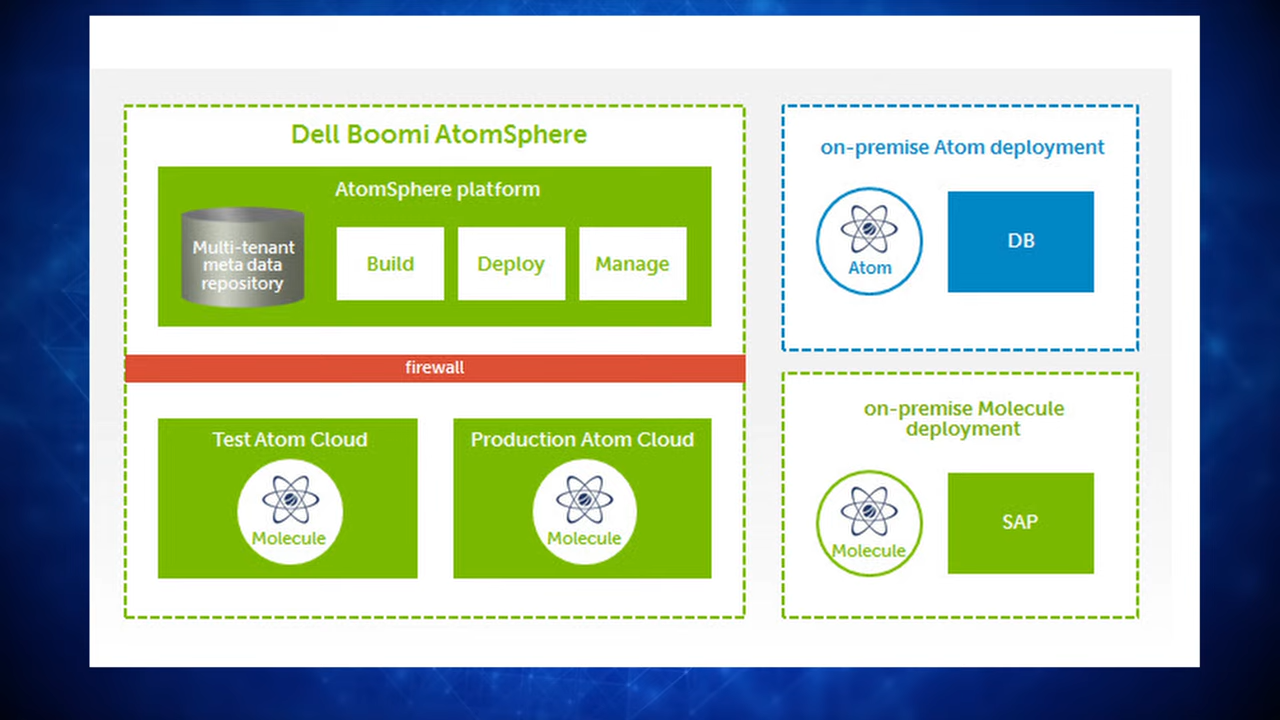 Dell Boomi AtomSphere
AtomSphere platform
Multi-tenant
meta data
repository
Build
Deploy
Manage
firewall
Test Atom Cloud
Molecule
Production Atom Cloud
Molecule
on-premise Atom deployment
Atom
DB
on-premise Molecule
deployment
Molecule
SAP